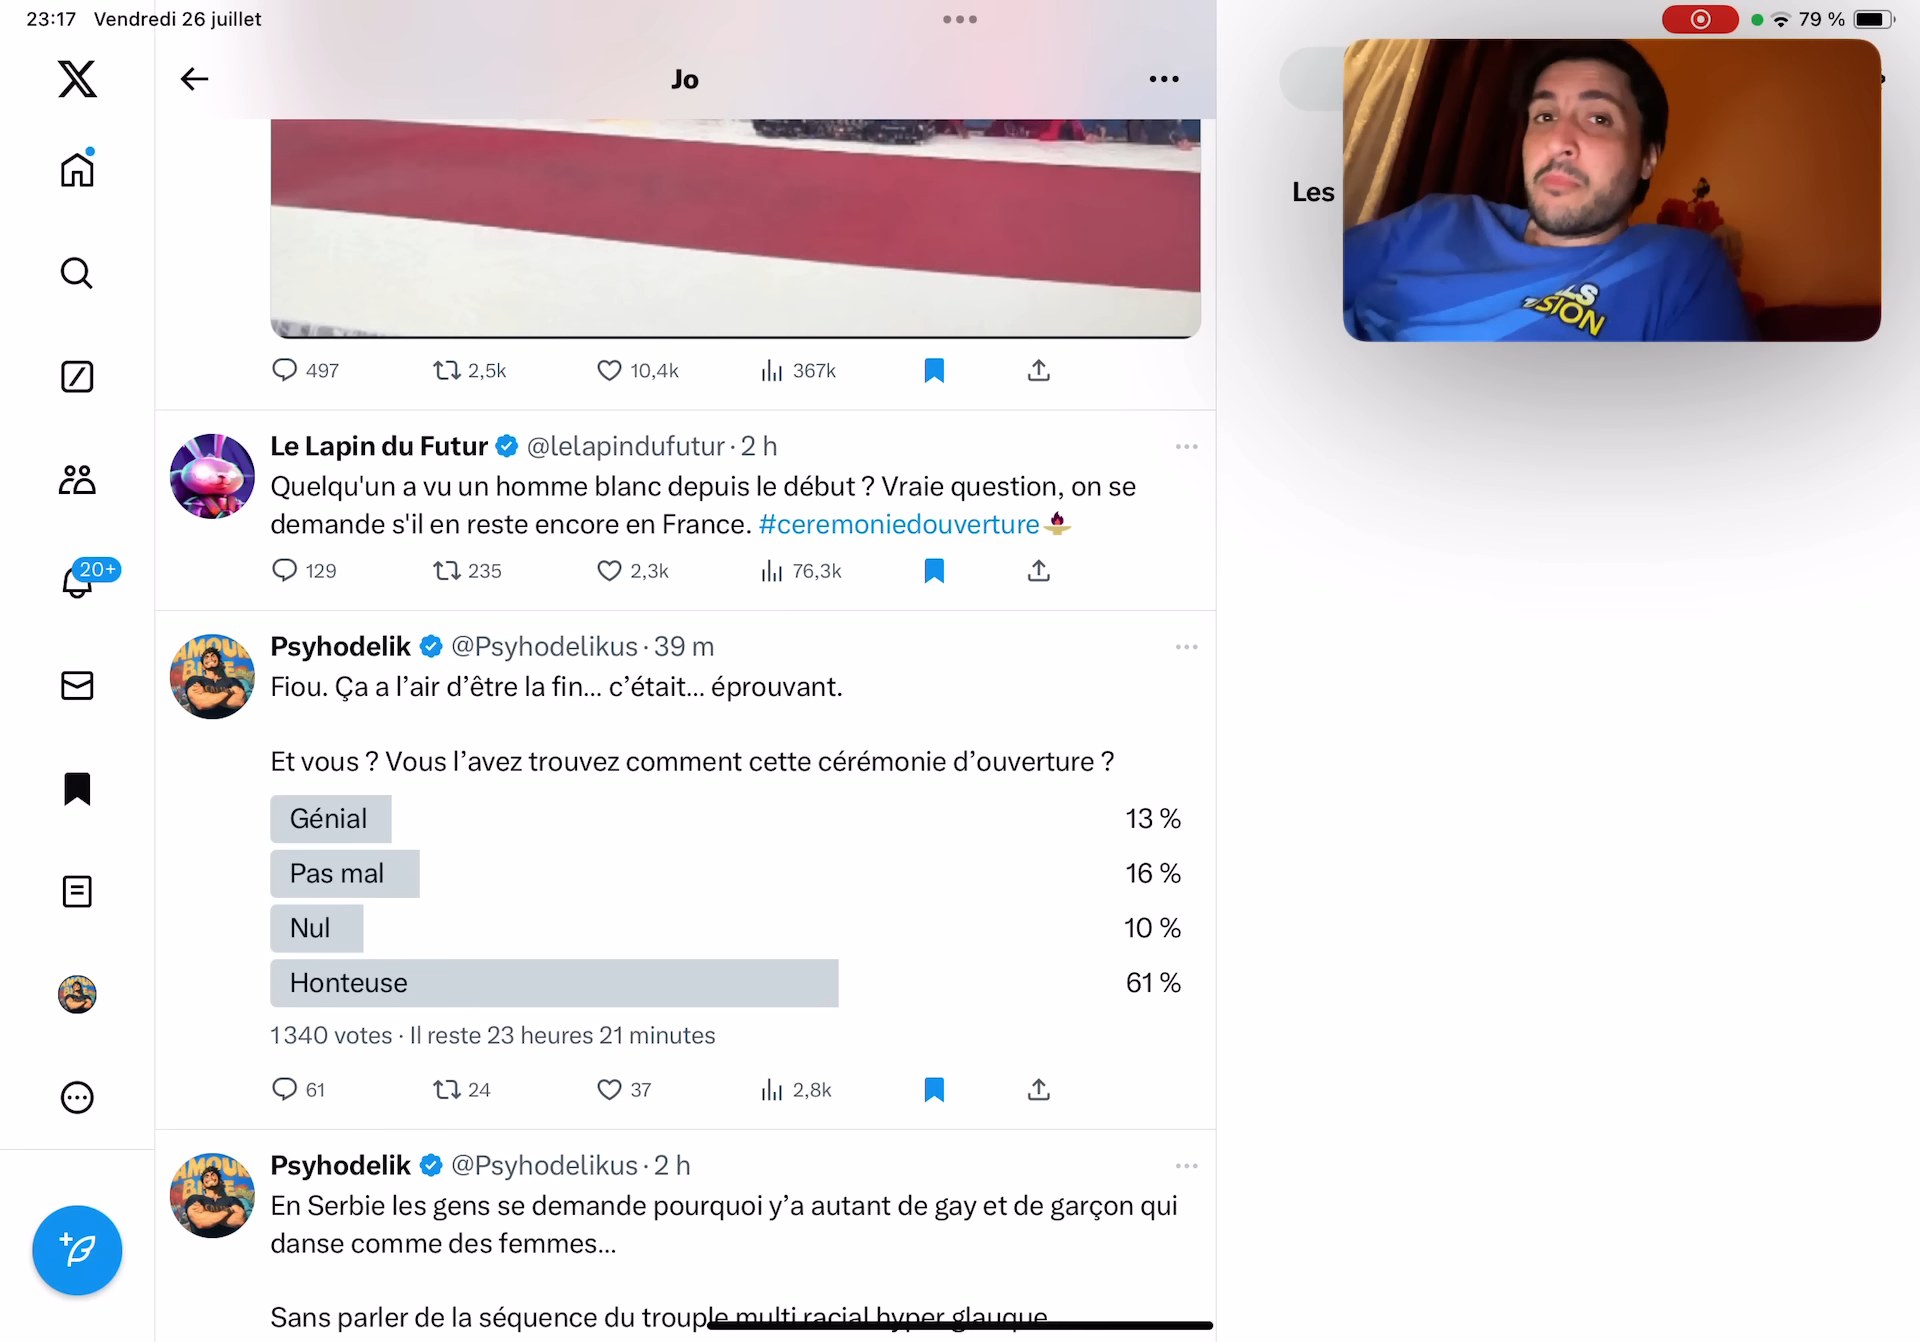 23:17 Vendredi 26 juillet
79 %
Jo
Les
497 2,5k 10,4k 367k
Le Lapin du Futur @lelapindufutur · 2 h
Quelqu'un a vu un homme blanc depuis le début ? Vraie question, on se
demande s'il en reste encore en France. #ceremoniedouverture
129 235 2,3k 76,3k
20+
Psyhodelik @Psyhodelikus · 39 m
Fiou. Ça a l’air d’être la fin... c’était... éprouvant.
Et vous ? Vous l’avez trouvez comment cette cérémonie d’ouverture ?
Génial 13 %
Pas mal 16 %
Nul 10 %
Honteuse 61 %
1 340 votes · Il reste 23 heures 21 minutes
61 24 37 2,8k
Psyhodelik @Psyhodelikus · 2 h
En Serbie les gens se demande pourquoi y’a autant de gay et de garçon qui
danse comme des femmes...
Sans parler de la séquence du trouple multi racial hyper glauque